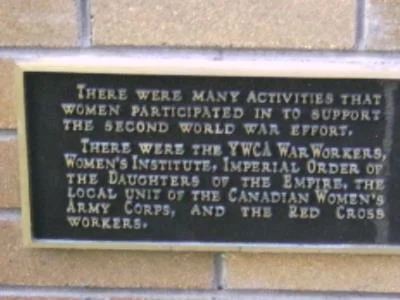 There were many Activities that
women participated in to support
the second world war effort.
There were the YWCA War Workers,
Women's Institute, Imperial Order of
the Daughters of the Empire, the
local unit of the Canadian Women's
Army Corps, and the Red Cross
workers.